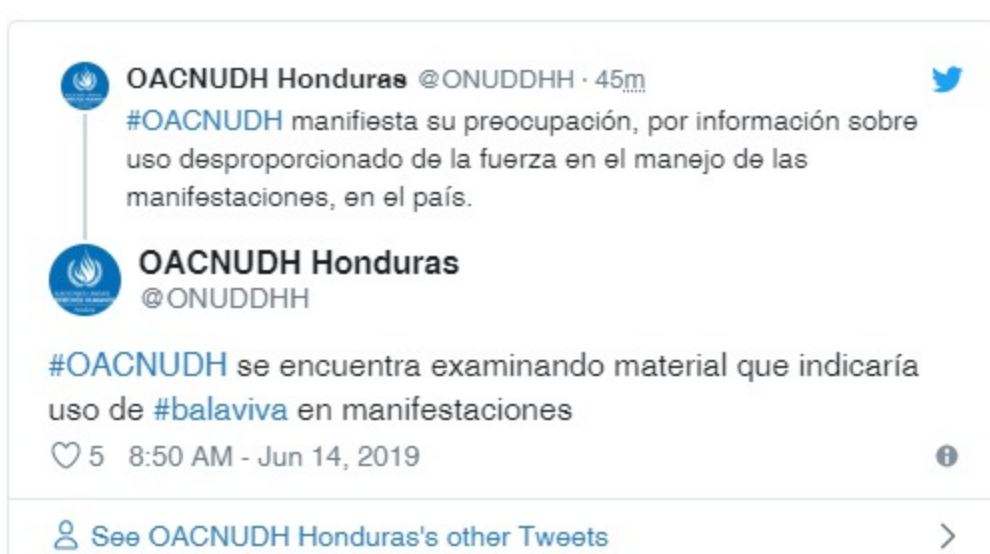 OACNUDH Honduras @ONUDDHH · 45m
#OACNUDH manifiesta su preocupación, por información sobre
uso desproporcionado de la fuerza en el manejo de las
manifestaciones, en el país.
OACNUDH Honduras
@ONUDDHH
#OACNUDH se encuentra examinando material que indicaría
uso de #balaviva en manifestaciones
5 8:50 AM - Jun 14, 2019
See OACNUDH Honduras's other Tweets